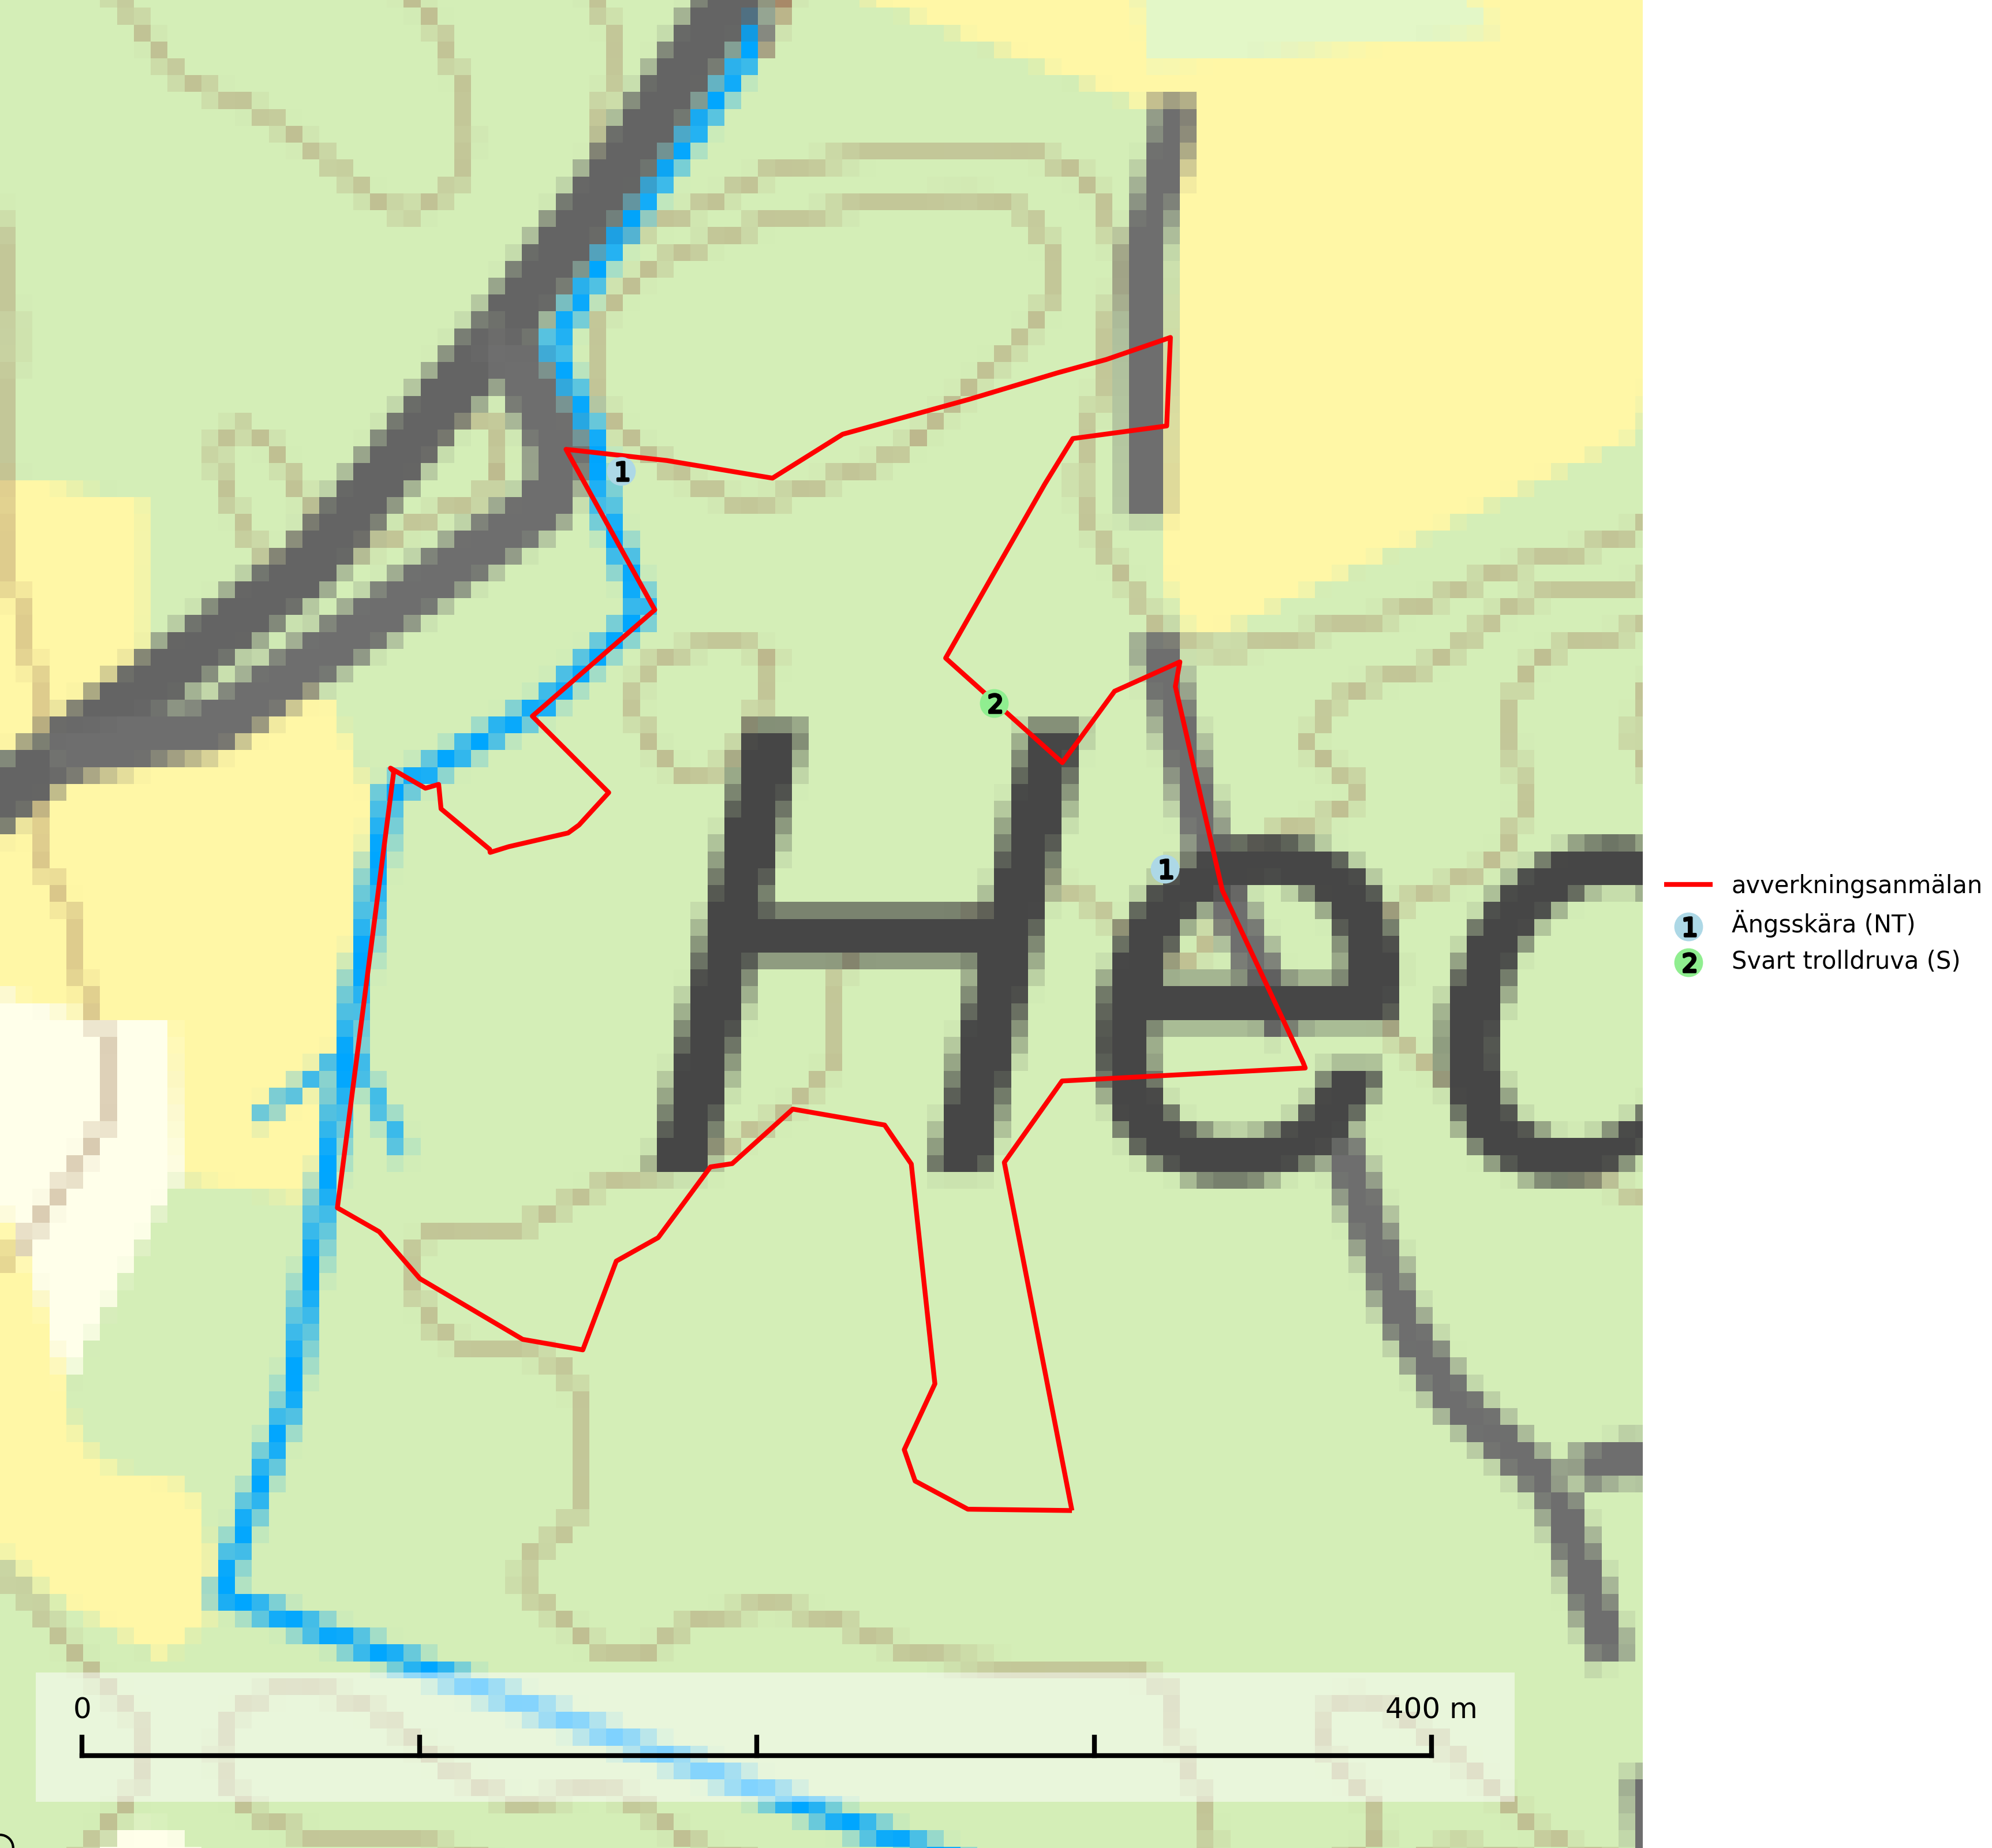 1
2
1
Hec
avverkningsanmälan
1 Ängsskära (NT)
2 Svart trolldruva (S)
0 400 m